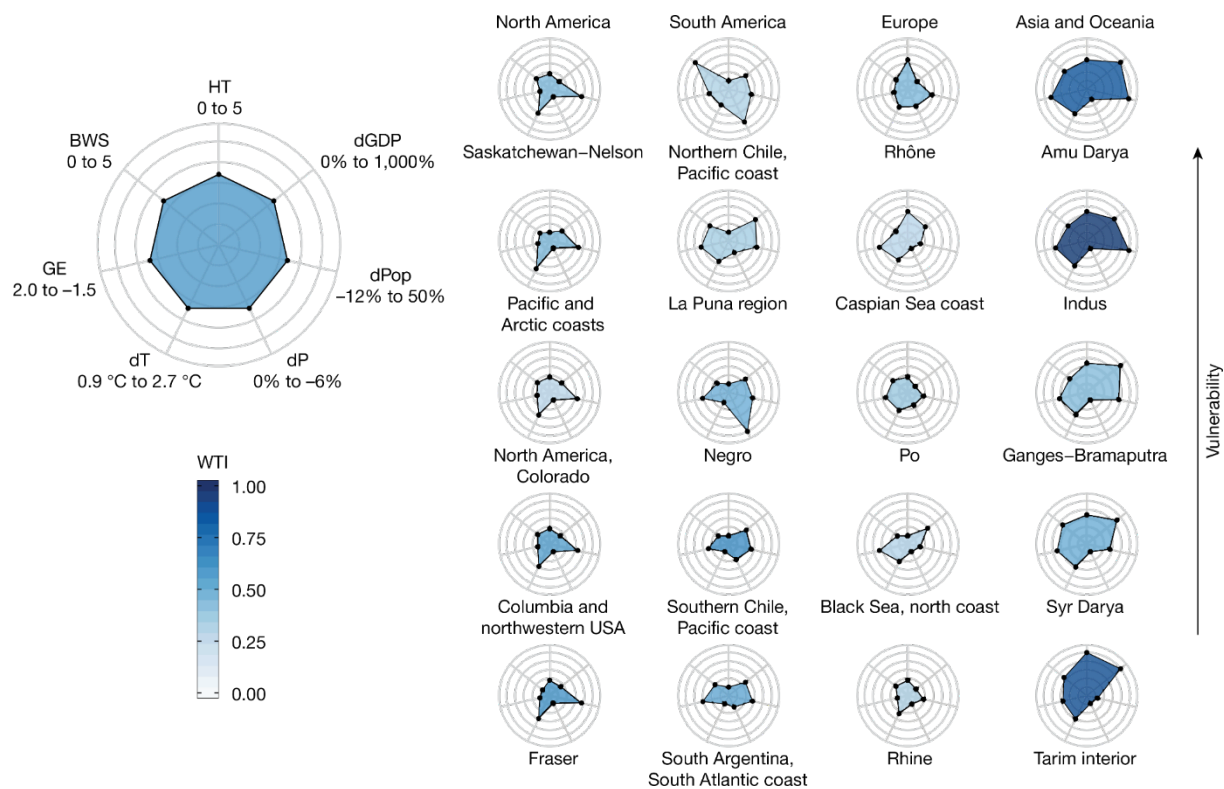 North America
South America
Europe
Asia and Oceania
HT
0 to 5
BWS
0 to 5
dGDP
0% to 1,000%
GE
2.0 to −1.5
dPop
−12% to 50%
dT
0.9 °C to 2.7 °C
dP
0% to −6%
WTI
1.00
0.75
0.50
0.25
0.00
Saskatchewan−Nelson
Northern Chile,
Pacific coast
Rhône
Amu Darya
Pacific and
Arctic coasts
La Puna region
Caspian Sea coast
Indus
North America,
Colorado
Negro
Po
Ganges−Bramaputra
Columbia and
northwestern USA
Southern Chile,
Pacific coast
Black Sea, north coast
Syr Darya
Fraser
South Argentina,
South Atlantic coast
Rhine
Tarim interior
Vulnerability